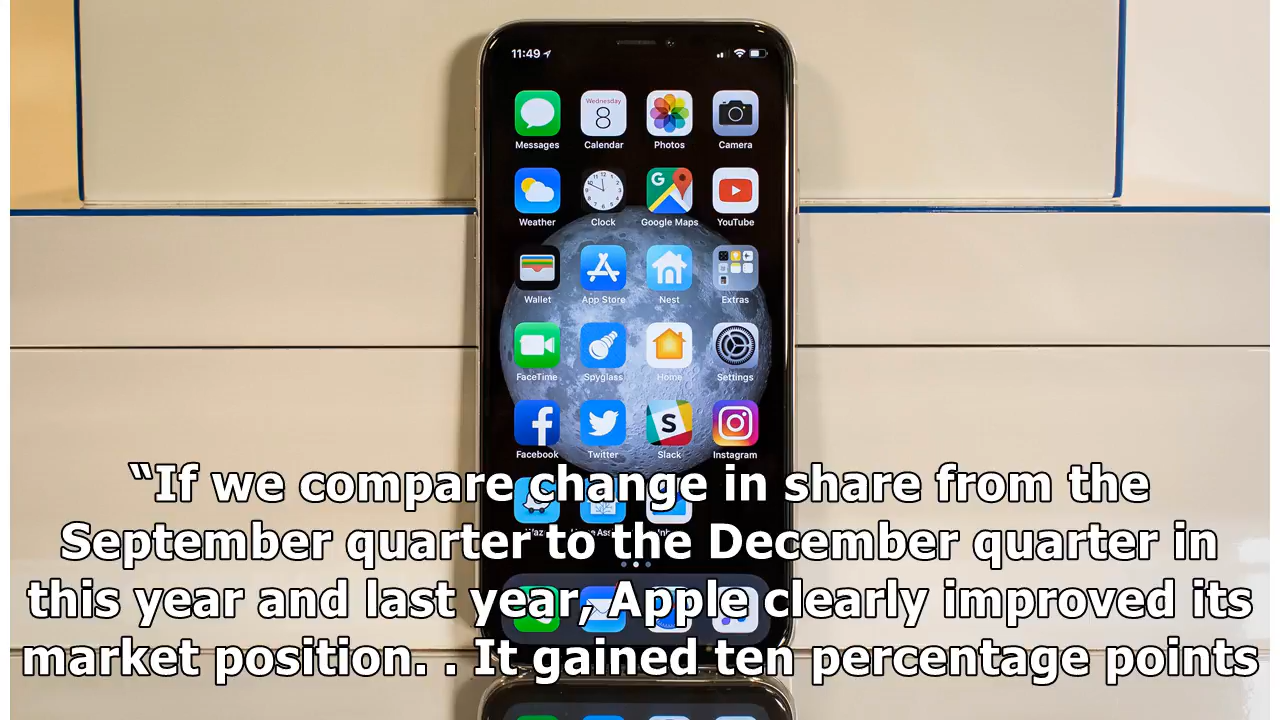 11:49
Wednesday
8
Messages Calendar Photos Camera
G
Weather Clock Google Maps YouTube
Wallet App Store Nest Extras
FaceTime Spyglass Home Settings
S
Facebook Twitter Slack Instagram
“If we compare change in share from the
September quarter to the December quarter in
this year and last year, Apple clearly improved its
market position. . It gained ten percentage points